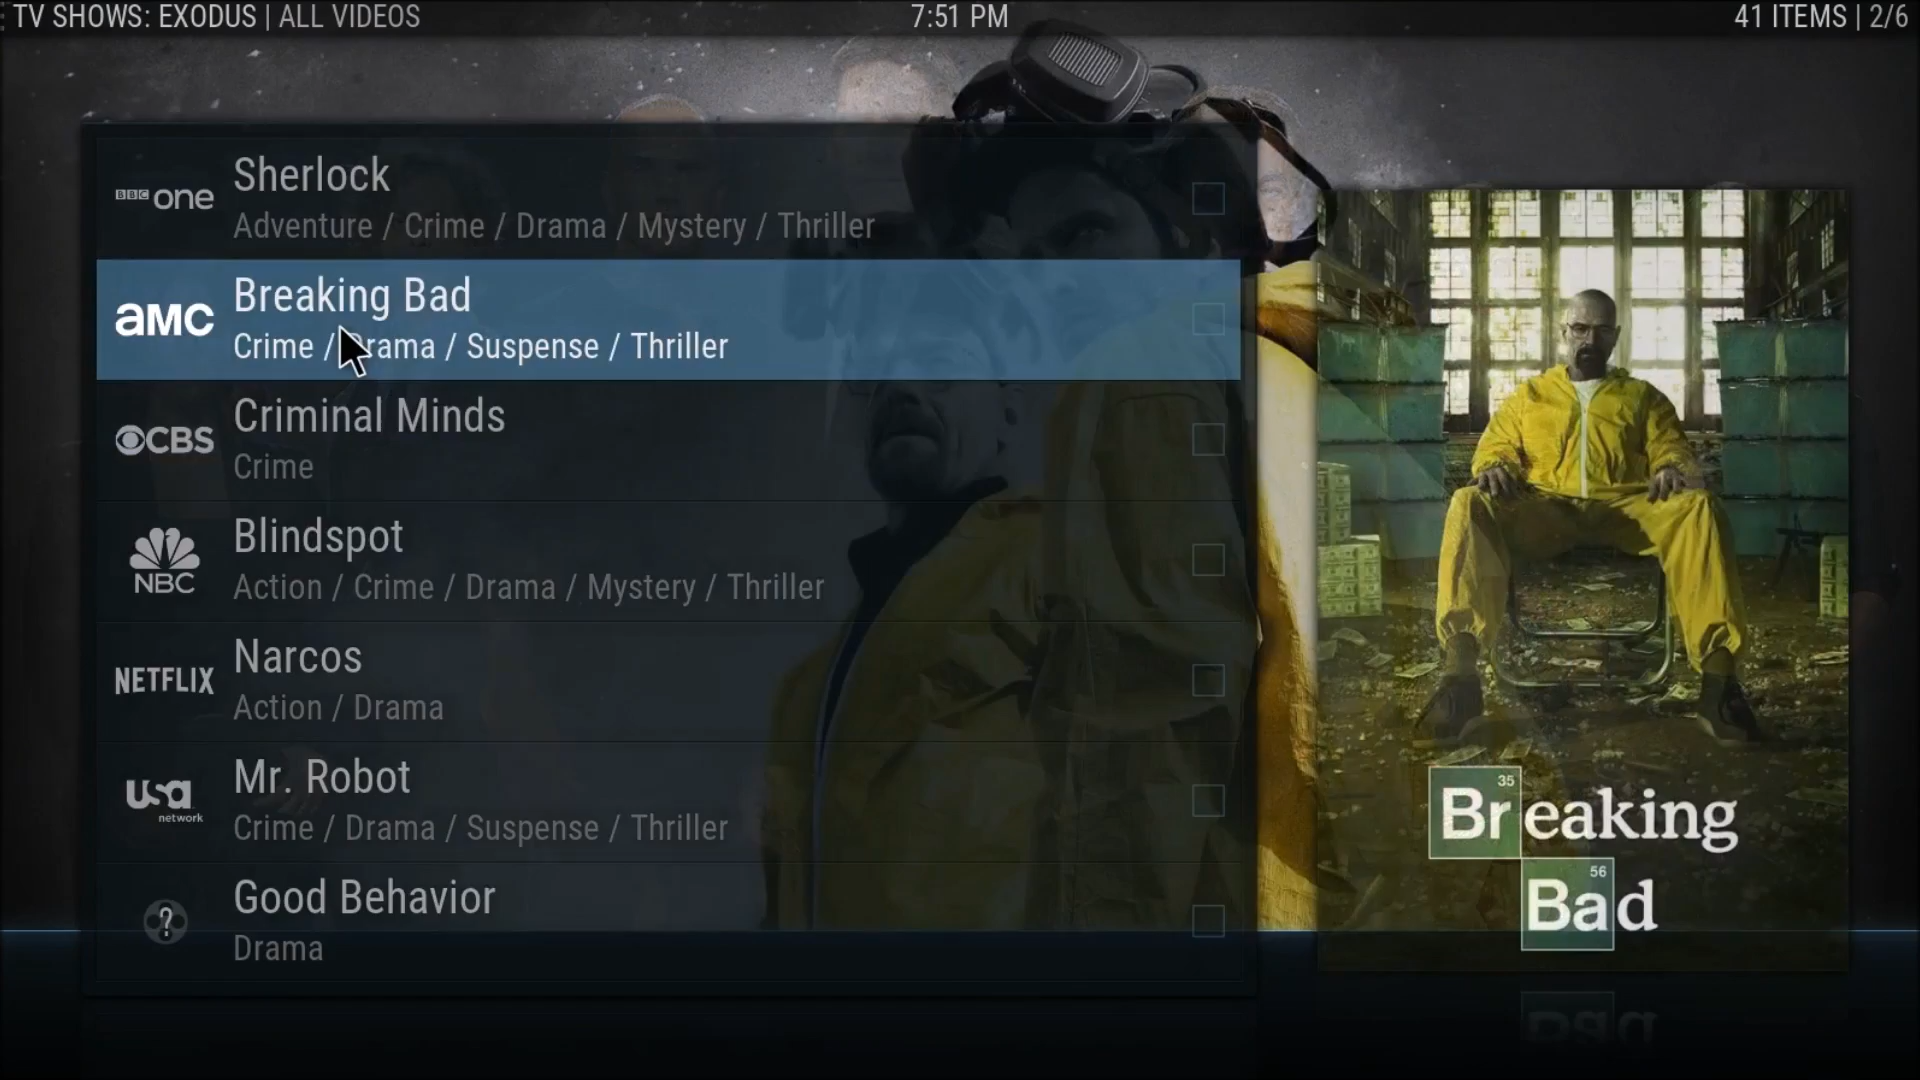 TV SHOWS: EXODUS | ALL VIDEOS
7:51 PM
41 ITEMS | 2/6
BBC one
Sherlock
Adventure / Crime / Drama / Mystery / Thriller
aMC
Breaking Bad
Crime / Drama / Suspense / Thriller
CBS
Criminal Minds
Crime
NBC
Blindspot
Action / Crime / Drama / Mystery / Thriller
NETFLIX
Narcos
Action / Drama
usa
network
Mr. Robot
Crime / Drama / Suspense / Thriller
?
Good Behavior
Drama
35
Breaking
56
Bad